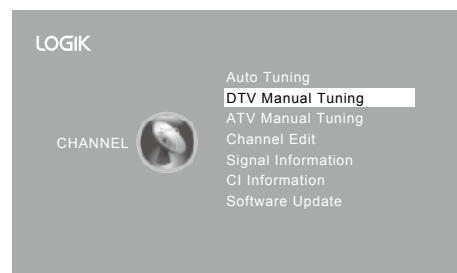 LOGIK
Auto Tuning
DTV Manual Tuning
ATV Manual Tuning
CHANNEL
Channel Edit
Signal Information
CI Information
Software Update